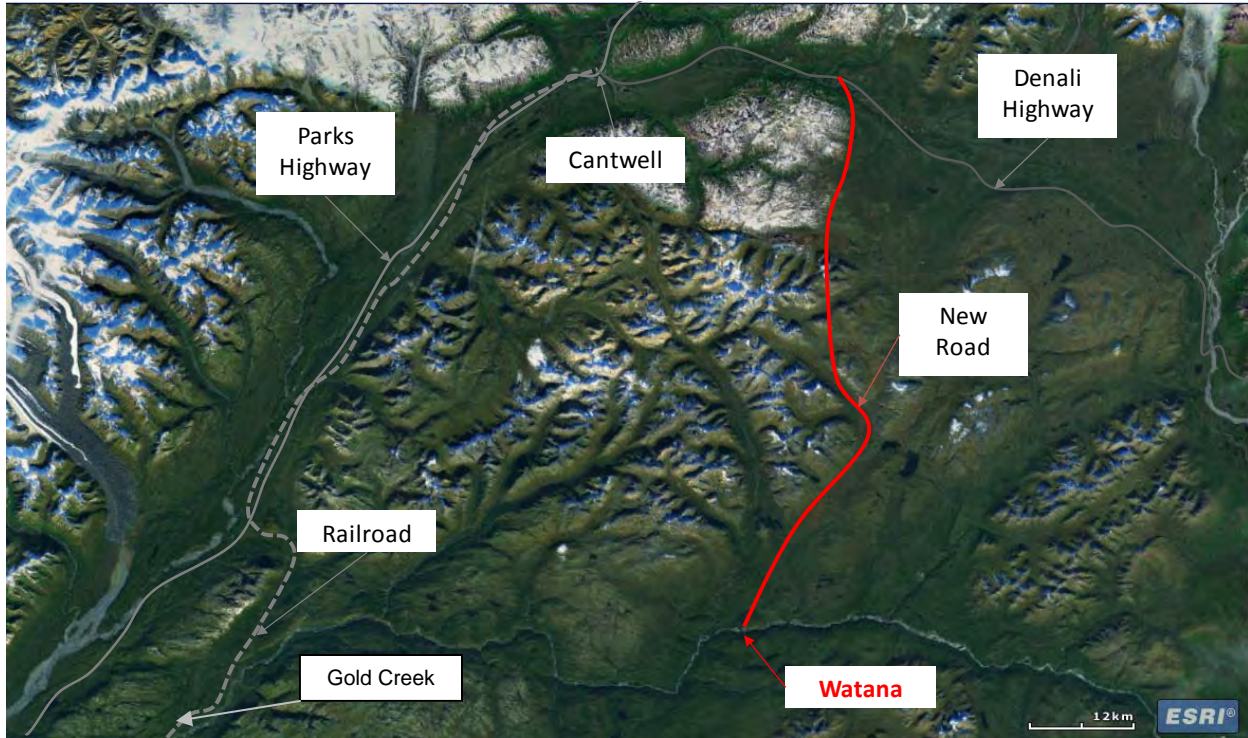 Denali
Highway
Parks
Highway
Cantwell
New
Road
Railroad
Gold Creek
Watana
12km
ESRI®